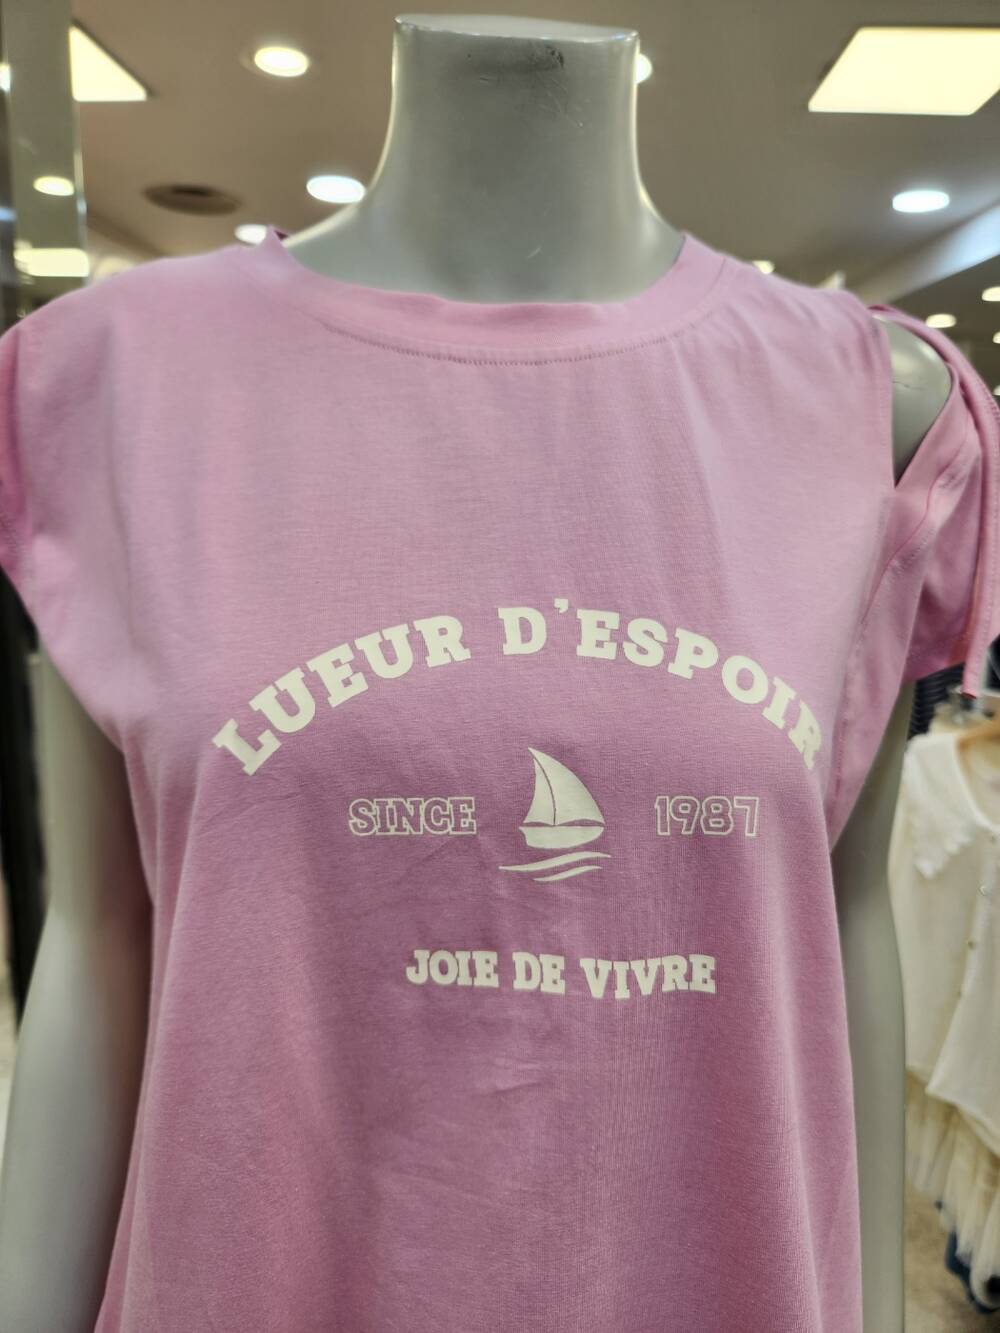 LUEUR D'ESPOIR
SINCE 1987
JOIE DE VIVRE